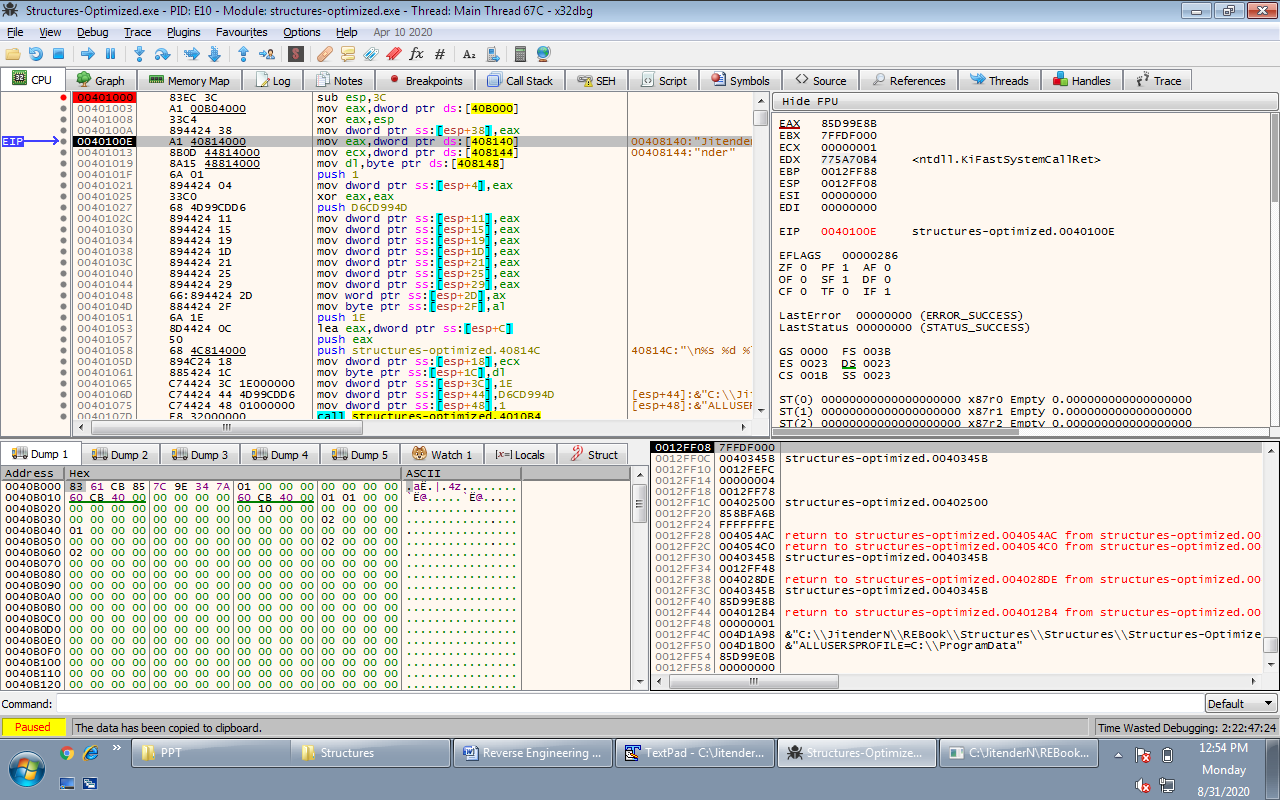 Structures-Optimized.exe - PID: E10 - Module: structures-optimized.exe - Thread: Main Thread 67C - x32dbg
File View Debug Trace Plugins Favourites Options Help Apr 10 2020
CPU Graph Memory Map Log Notes Breakpoints Call Stack SEH Script Symbols Source References Threads Handles Trace
00401000 83EC 3C sub esp,3C
00401003 A1 00B04000 mov eax,dword ptr ds:[40B000]
00401008 33C4 xor eax,esp
0040100A 894424 38 mov dword ptr ss:[esp+38],eax
EIP 0040100E A1 40814000 mov eax,dword ptr ds:[408140] 00408140:"Jitender
00401013 8B0D 44814000 mov ecx,dword ptr ds:[408144] 00408144:"nder"
00401019 8A15 48814000 mov dl,byte ptr ds:[408148]
0040101F 6A 01 push 1
00401021 894424 04 mov dword ptr ss:[esp+4],eax
00401025 33C0 xor eax,eax
00401027 68 4D99CDD6 push D6CD994D
0040102C 894424 11 mov dword ptr ss:[esp+11],eax
00401030 894424 15 mov dword ptr ss:[esp+15],eax
00401034 894424 19 mov dword ptr ss:[esp+19],eax
00401038 894424 1D mov dword ptr ss:[esp+1D],eax
0040103C 894424 21 mov dword ptr ss:[esp+21],eax
00401040 894424 25 mov dword ptr ss:[esp+25],eax
00401044 894424 29 mov dword ptr ss:[esp+29],eax
00401048 66:894424 2D mov word ptr ss:[esp+2D],ax
0040104D 884424 2F mov byte ptr ss:[esp+2F],al
00401051 6A 1E push 1E
00401053 8D4424 0C lea eax,dword ptr ss:[esp+C]
00401057 50 push eax
00401058 68 4C814000 push structures-optimized.40814C 40814C:"\n%s %d %
0040105D 894C24 18 mov dword ptr ss:[esp+18],ecx
00401061 885424 1C mov byte ptr ss:[esp+1C],dl
00401065 C74424 3C 1E000000 mov dword ptr ss:[esp+3C],1E
0040106D C74424 44 4D99CDD6 mov dword ptr ss:[esp+44],D6CD994D [esp+44]:&"C:\\Jit
00401075 C74424 48 01000000 mov dword ptr ss:[esp+48],1 [esp+48]:&"ALLUSERS
0040107D E8 32000000 call structures-optimized.4010B4
Hide FPU
EAX 85D99E8B
EBX 7FFDF000
ECX 00000001
EDX 775A70B4 <ntdll.KiFastSystemCallRet>
EBP 0012FF88
ESP 0012FF08
ESI 00000000
EDI 00000000
EIP 0040100E structures-optimized.0040100E
EFLAGS 00000286
ZF 0 PF 1 AF 0
OF 0 SF 1 DF 0
CF 0 TF 0 IF 1
LastError 00000000 (ERROR_SUCCESS)
LastStatus 00000000 (STATUS_SUCCESS)
GS 0000 FS 003B
ES 0023 DS 0023
CS 001B SS 0023
ST(0) 00000000000000000000 x87r0 Empty 0.000000000000000000
ST(1) 00000000000000000000 x87r1 Empty 0.000000000000000000
ST(2) 00000000000000000000 x87r2 Empty 0.000000000000000000
Dump 1 Dump 2 Dump 3 Dump 4 Dump 5 Watch 1 [x=] Locals Struct
Address Hex ASCII
0040B000 83 61 CB 85 7C 9E 34 7A 01 00 00 00 00 00 00 00 .aË.|.4z........
0040B010 60 CB 40 00 00 00 00 00 60 CB 40 00 01 01 00 00 `Ë@.....`Ë@.....
0040B020 00 00 00 00 00 00 00 00 00 10 00 00 00 00 00 00 ................
0040B030 00 00 00 00 00 00 00 00 00 00 00 00 02 00 00 00 ................
0040B040 01 00 00 00 00 00 00 00 00 00 00 00 00 00 00 00 ................
0040B050 00 00 00 00 00 00 00 00 00 00 00 00 02 00 00 00 ................
0040B060 02 00 00 00 00 00 00 00 00 00 00 00 00 00 00 00 ................
0040B070 00 00 00 00 00 00 00 00 00 00 00 00 00 00 00 00 ................
0040B080 00 00 00 00 00 00 00 00 00 00 00 00 00 00 00 00 ................
0040B090 00 00 00 00 00 00 00 00 00 00 00 00 00 00 00 00 ................
0040B0A0 00 00 00 00 00 00 00 00 00 00 00 00 00 00 00 00 ................
0040B0B0 00 00 00 00 00 00 00 00 00 00 00 00 00 00 00 00 ................
0040B0C0 00 00 00 00 00 00 00 00 00 00 00 00 00 00 00 00 ................
0040B0D0 00 00 00 00 00 00 00 00 00 00 00 00 00 00 00 00 ................
0040B0E0 00 00 00 00 00 00 00 00 00 00 00 00 00 00 00 00 ................
0040B0F0 00 00 00 00 00 00 00 00 00 00 00 00 00 00 00 00 ................
0040B100 00 00 00 00 00 00 00 00 00 00 00 00 00 00 00 00 ................
0040B110 00 00 00 00 00 00 00 00 00 00 00 00 00 00 00 00 ................
0040B120 00 00 00 00 00 00 00 00 00 00 00 00 00 00 00 00 ................
0012FF08 7FFDF000
0012FF0C 0040345B structures-optimized.0040345B
0012FF10 0012FEFC
0012FF14 00000004
0012FF18 0012FF78
0012FF1C 00402500 structures-optimized.00402500
0012FF20 858BFA6B
0012FF24 FFFFFFFE
0012FF28 004054AC return to structures-optimized.004054AC from structures-optimized.00
0012FF2C 004054C0 return to structures-optimized.004054C0 from structures-optimized.00
0012FF30 0040345B structures-optimized.0040345B
0012FF34 0012FF48
0012FF38 004028DE return to structures-optimized.004028DE from structures-optimized.00
0012FF3C 0040345B structures-optimized.0040345B
0012FF40 85D99E8B
0012FF44 004012B4 return to structures-optimized.004012B4 from structures-optimized.00
0012FF48 00000001
0012FF4C 004D1A98 &"C:\\JitenderN\\REBook\\Structures\\Structures\\Structures-Optimize
0012FF50 004D1B00 &"ALLUSERSPROFILE=C:\\ProgramData"
0012FF54 85D99E0B
0012FF58 00000000
Command: Default
Paused The data has been copied to clipboard. Time Wasted Debugging: 2:22:47:24
PPT Structures Reverse Engineering ... TextPad - C:\Jitender... Structures-Optimize... C:\JitenderN\REBook...
12:54 PM
Monday
8/31/2020